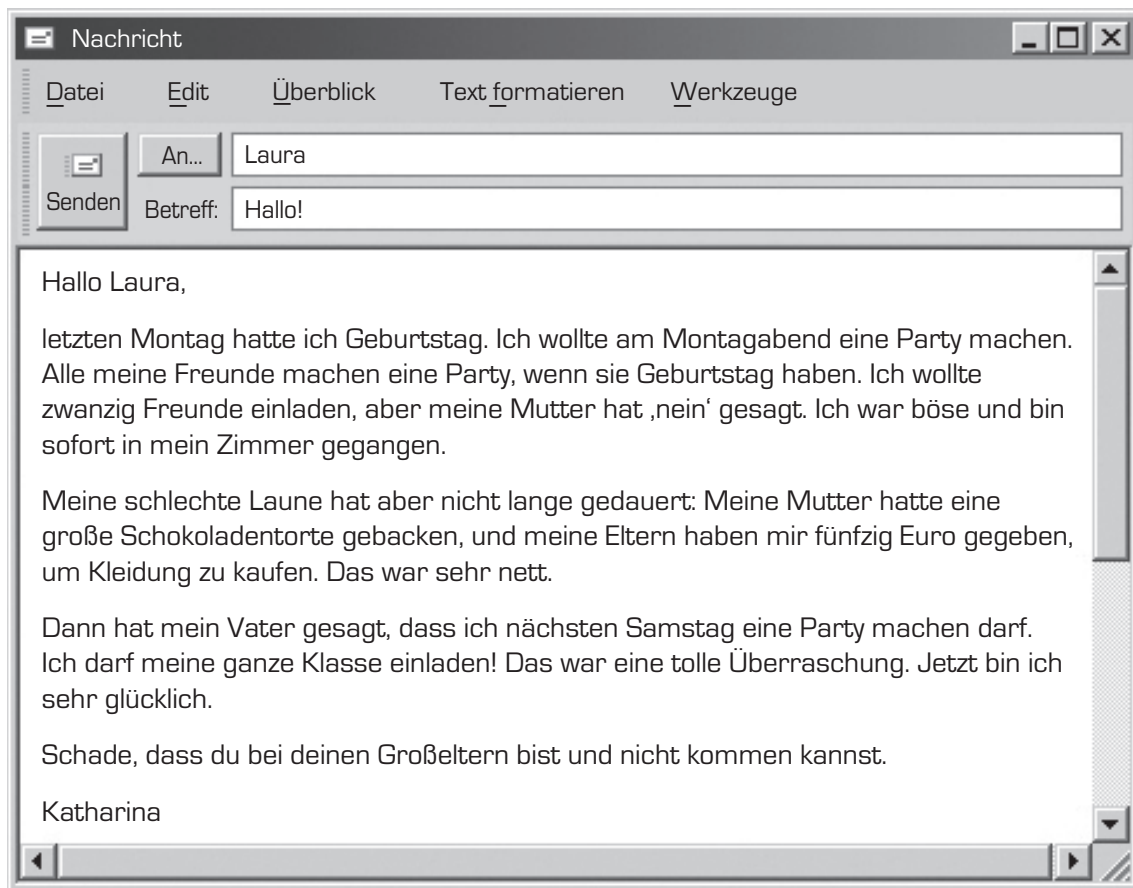 Nachricht
Datei Edit Überblick Text formatieren Werkzeuge
An... Laura
Senden
Betreff: Hallo!
Hallo Laura,
letzten Montag hatte ich Geburtstag. Ich wollte am Montagabend eine Party machen.
Alle meine Freunde machen eine Party, wenn sie Geburtstag haben. Ich wollte
zwanzig Freunde einladen, aber meine Mutter hat ‚nein‘ gesagt. Ich war böse und bin
sofort in mein Zimmer gegangen.
Meine schlechte Laune hat aber nicht lange gedauert: Meine Mutter hatte eine
große Schokoladentorte gebacken, und meine Eltern haben mir fünfzig Euro gegeben,
um Kleidung zu kaufen. Das war sehr nett.
Dann hat mein Vater gesagt, dass ich nächsten Samstag eine Party machen darf.
Ich darf meine ganze Klasse einladen! Das war eine tolle Überraschung. Jetzt bin ich
sehr glücklich.
Schade, dass du bei deinen Großeltern bist und nicht kommen kannst.
Katharina